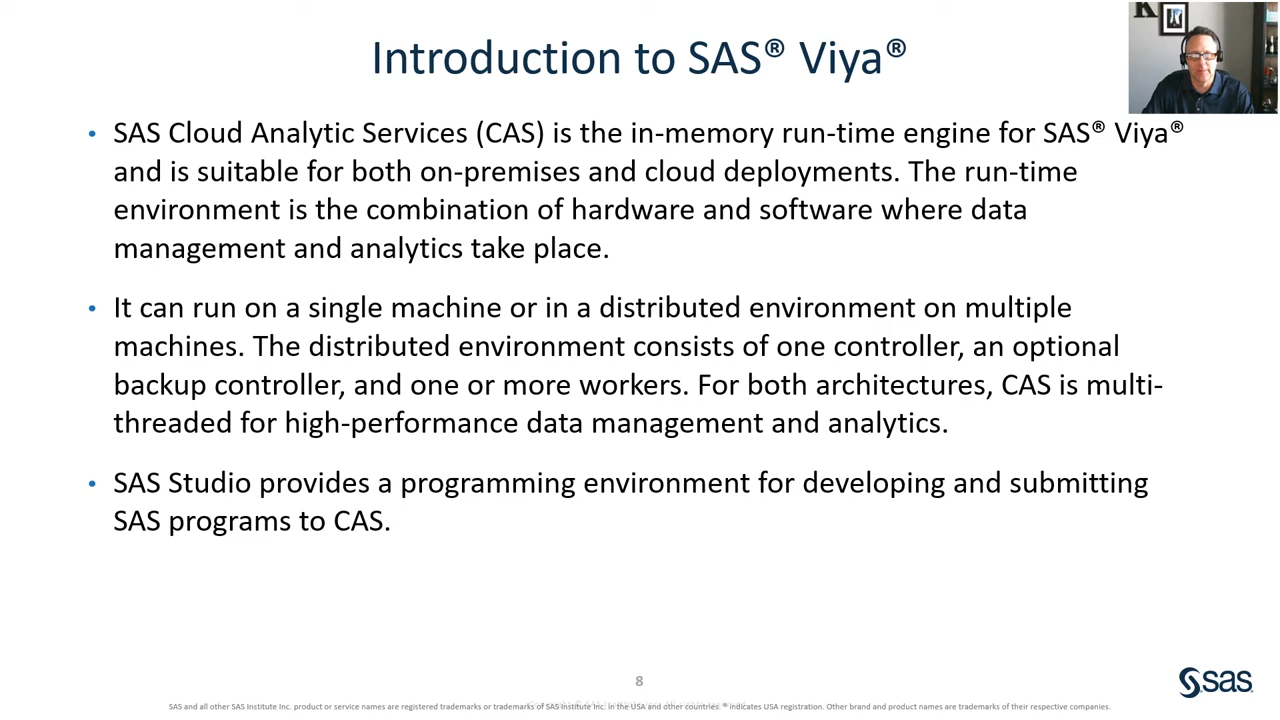 Introduction to SAS® Viya®
K
• SAS Cloud Analytic Services (CAS) is the in-memory run-time engine for SAS® Viya®
and is suitable for both on-premises and cloud deployments. The run-time
environment is the combination of hardware and software where data
management and analytics take place.
• It can run on a single machine or in a distributed environment on multiple
machines. The distributed environment consists of one controller, an optional
backup controller, and one or more workers. For both architectures, CAS is multi-
threaded for high-performance data management and analytics.
• SAS Studio provides a programming environment for developing and submitting
SAS programs to CAS.
8
sas
SAS and all other SAS Institute Inc. product or service names are registered trademarks or trademarks of SAS Institute Inc. in the USA and other countries. ® indicates USA registration. Other brand and product names are trademarks of their respective companies.